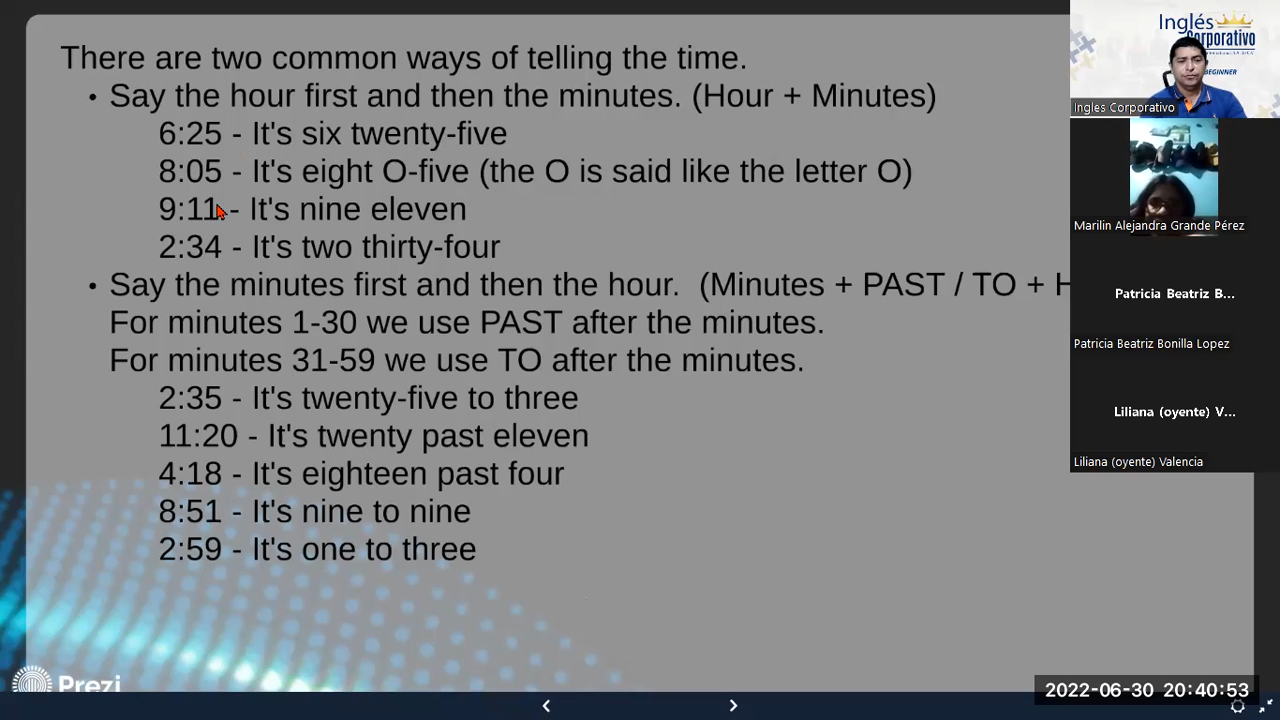 There are two common ways of telling the time.
• Say the hour first and then the minutes. (Hour + Minutes)
6:25 - It's six twenty-five
8:05 - It's eight O-five (the O is said like the letter O)
9:11 - It's nine eleven
2:34 - It's two thirty-four
• Say the minutes first and then the hour. (Minutes + PAST / TO + H
For minutes 1-30 we use PAST after the minutes.
For minutes 31-59 we use TO after the minutes.
2:35 - It's twenty-five to three
11:20 - It's twenty past eleven
4:18 - It's eighteen past four
8:51 - It's nine to nine
2:59 - It's one to three
Prezi
Inglés
Corporativo
BEGINNER
Ingles Corporativo
Marilin Alejandra Grande Pérez
Patricia Beatriz B...
Patricia Beatriz Bonilla Lopez
Liliana (oyente) V...
Liliana (oyente) Valencia
2022-06-30 20:40:53